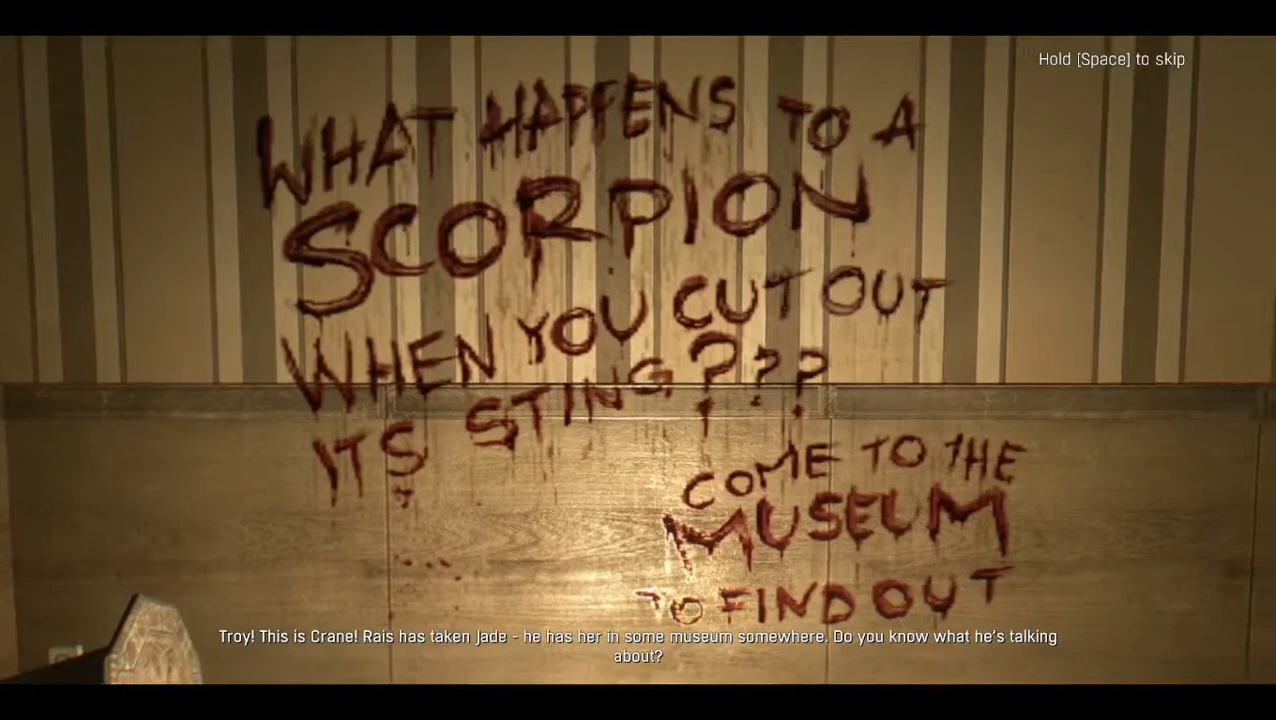 Hold [Space] to skip
WHAT HAPPENS TO A
SCORPION
WHEN YOU CUT OUT
ITS STING???
COME TO THE
MUSEUM
TO FIND OUT
Troy! This is Crane! Rais has taken Jade - he has her in some museum somewhere. Do you know what he's talking
about?